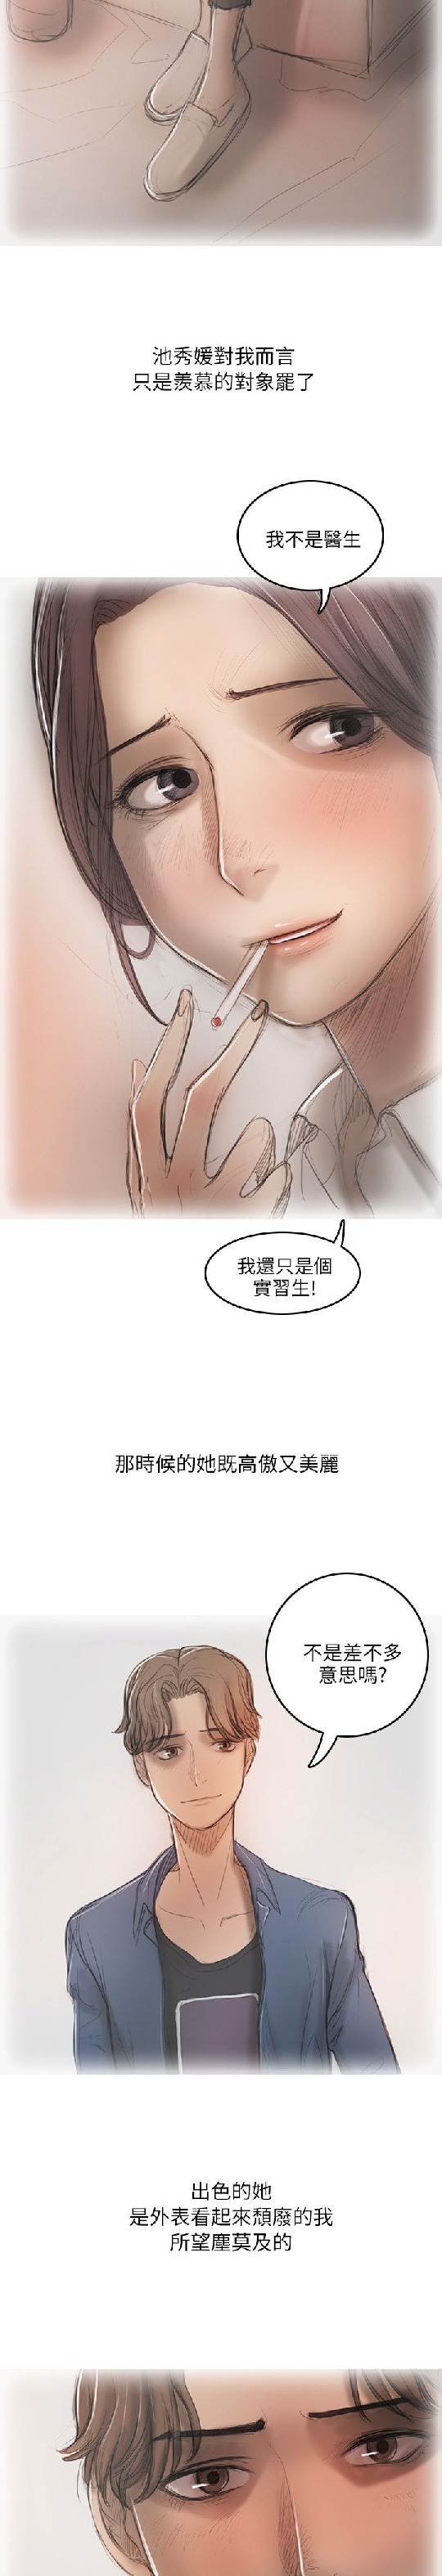 池秀媛對我而言
只是羨慕的對象罷了
我不是醫生
我還只是個
實習生!
那時候的她既高傲又美麗
不是差不多
意思嗎?
出色的她
是外表看起來頹廢的我
所望塵莫及的